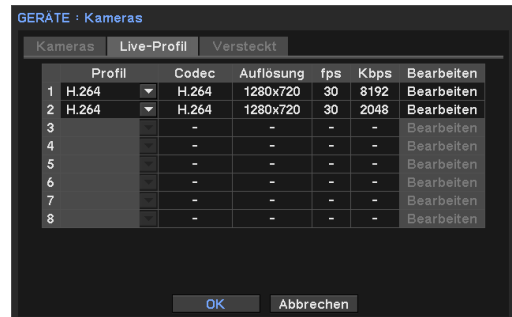 GERÄTE : Kameras
Kameras Live-Profil Versteckt
Profil Codec Auflösung fps Kbps Bearbeiten
1 H.264 H.264 1280x720 30 8192 Bearbeiten
2 H.264 H.264 1280x720 30 2048 Bearbeiten
3 - - - - Bearbeiten
4 - - - - Bearbeiten
5 - - - - Bearbeiten
6 - - - - Bearbeiten
7 - - - - Bearbeiten
8 - - - - Bearbeiten
OK Abbrechen